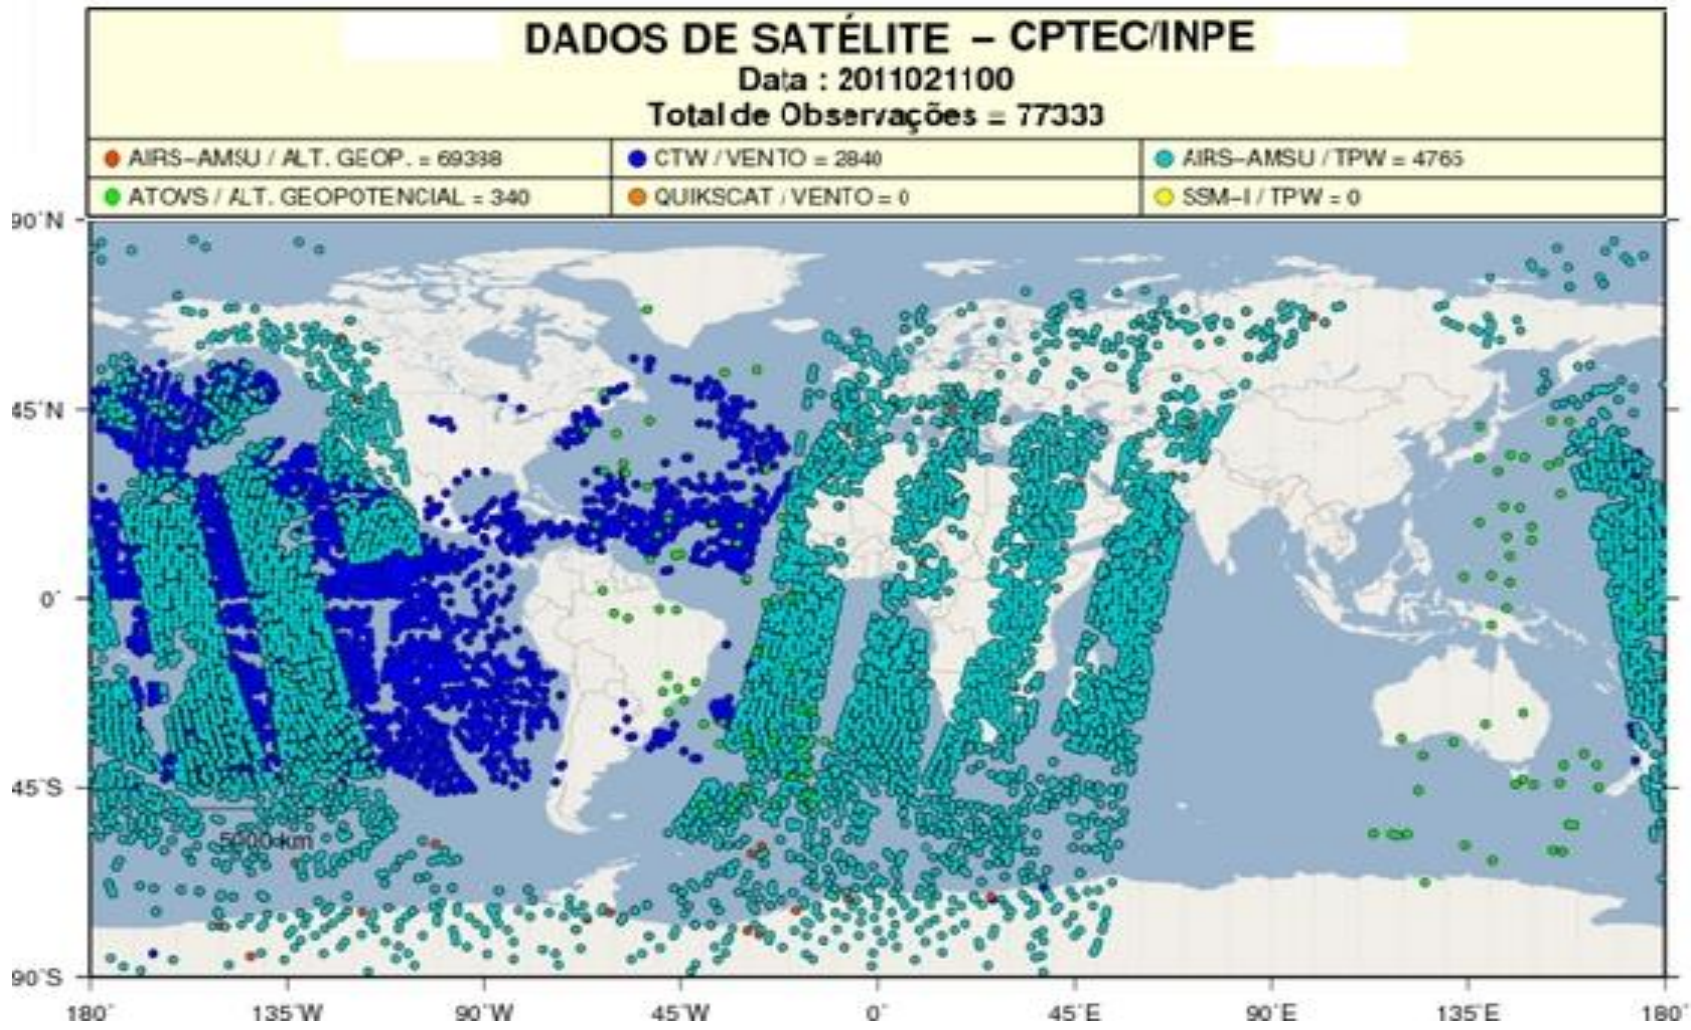 DADOS DE SATÉLITE – CPTEC/INPE
Data : 2011021100
Total de Observações = 77333
AIRS–AMSU / ALT. GEOP. = 69388
CTW / VENTO = 2840
AIRS–AMSU / TPW = 4765
ATOVS / ALT. GEOPOTENCIAL = 340
QUIKSCAT / VENTO = 0
SSM–I / TPW = 0
90°N
45°N
0°
45°S
5000 km
90°S
180° 135°W 90°W 45°W 0° 45°E 90°E 135°E 180°